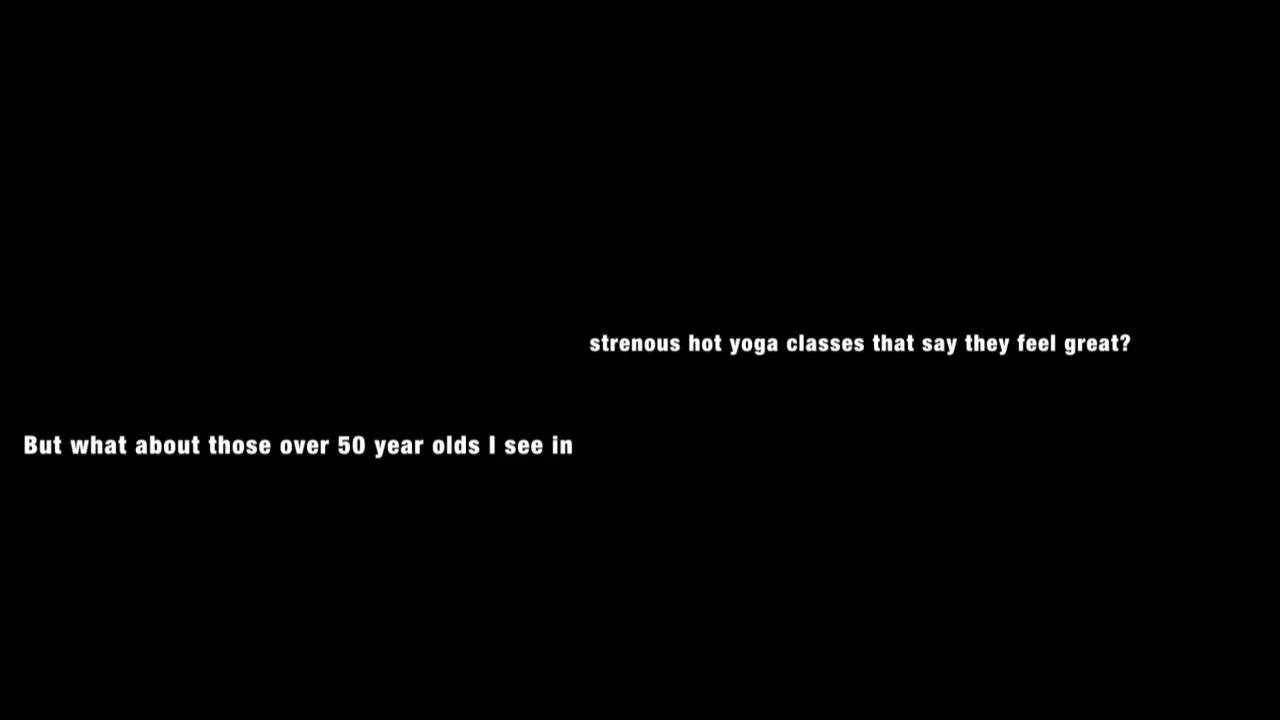 But what about those over 50 year olds I see in
strenous hot yoga classes that say they feel great?